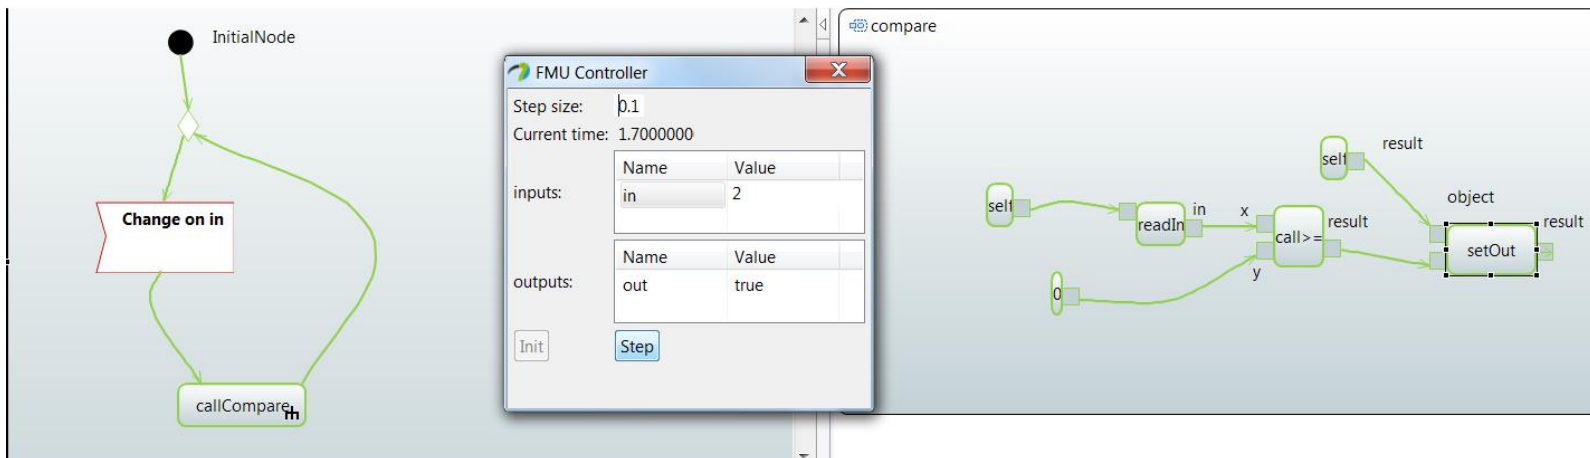 InitialNode
Change on in
callCompare
FMU Controller
Step size: 0.1
Current time: 1.7000000
inputs:
Name Value
in 2
outputs:
Name Value
out true
Init Step
compare
self
readIn
in
x
0
y
call>=
result
self
result
object
setOut
result